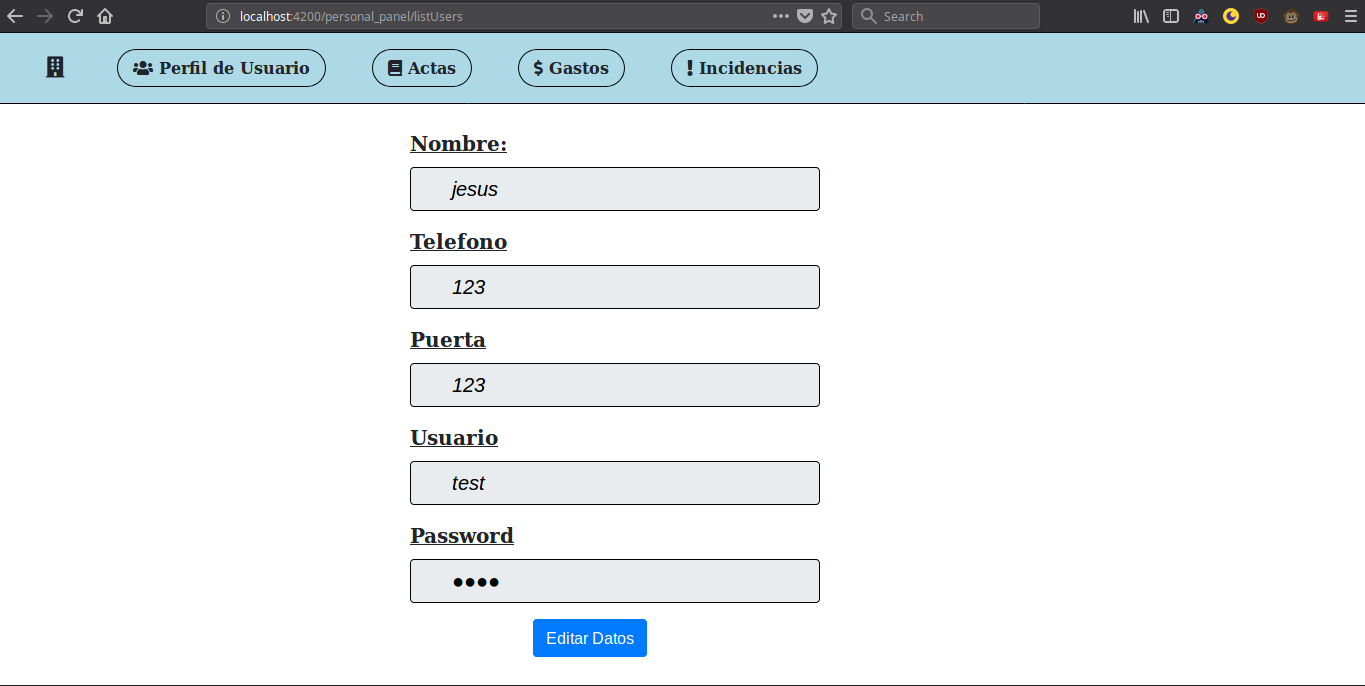 localhost:4200/personal_panel/listUsers
Search
Perfil de Usuario
Actas
$ Gastos
! Incidencias
Nombre:
jesus
Telefono
123
Puerta
123
Usuario
test
Password
••••
Editar Datos